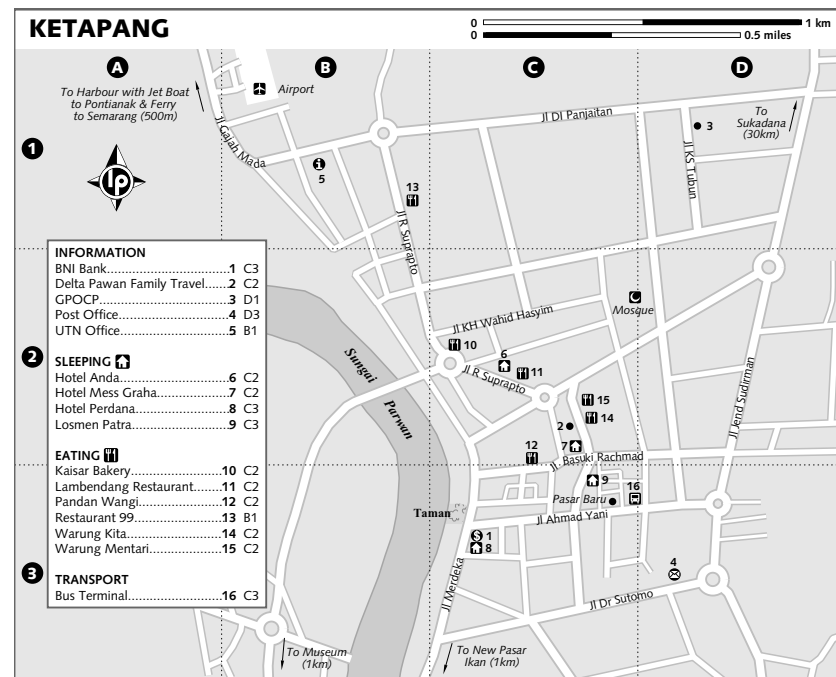 KETAPANG
0 1 km
0 0.5 miles
A B C D
To Harbour with Jet Boat
to Pontianak & Ferry
to Semarang (500m)
Airport
Jl Gajah Mada
Jl DI Panjaitan
To
Sukadana
(30km)
3
Jl KS Tubun
1
lp
5
13
Jl R Suprapto
INFORMATION
BNI Bank..........................1 C3
Delta Pawan Family Travel......2 C2
GPOCP............................3 D1
Post Office........................4 D3
UTN Office.......................5 B1
SLEEPING
Hotel Anda........................6 C2
Hotel Mess Graha................7 C2
Hotel Perdana....................8 C3
Losmen Patra.....................9 C3
EATING
Kaisar Bakery.....................10 C2
Lambendang Restaurant........11 C2
Pandan Wangi....................12 C2
Restaurant 99....................13 B1
Warung Kita......................14 C2
Warung Mentari..................15 C2
TRANSPORT
Bus Terminal......................16 C3
2
3
Mosque
Jl KH Wahid Hasyim
10
6
11
Jl R Suprapto
Sungai
Parwan
15
14
2
7
12
Jl. Basuki Rachmad
Jl Jend Sudirman
9
16
Pasar Baru
Taman
Jl Ahmad Yani
1
8
4
Jl Merdeka
Jl Dr Sutomo
To Museum
(1km)
To New Pasar
Ikan (1km)